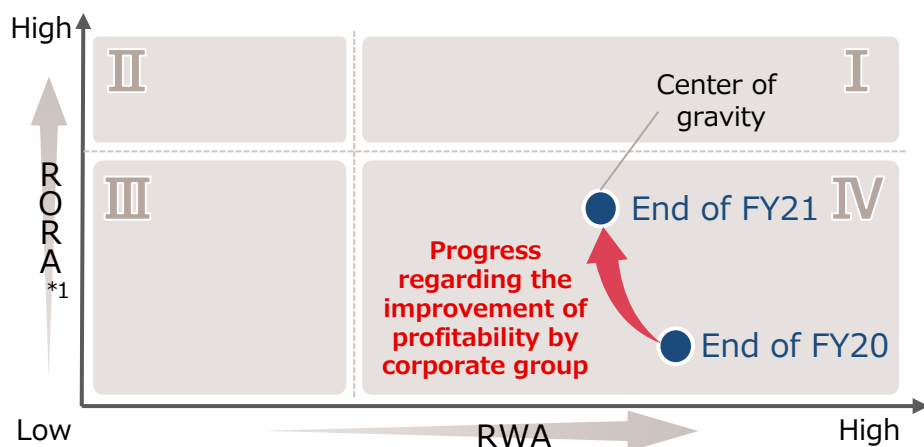 High
Ⅱ
Ⅰ
Center of
gravity
RORA
*1
Ⅲ
End of FY21
Ⅳ
Progress
regarding the
improvement of
profitability by
corporate group
End of FY20
Low
RWA
High